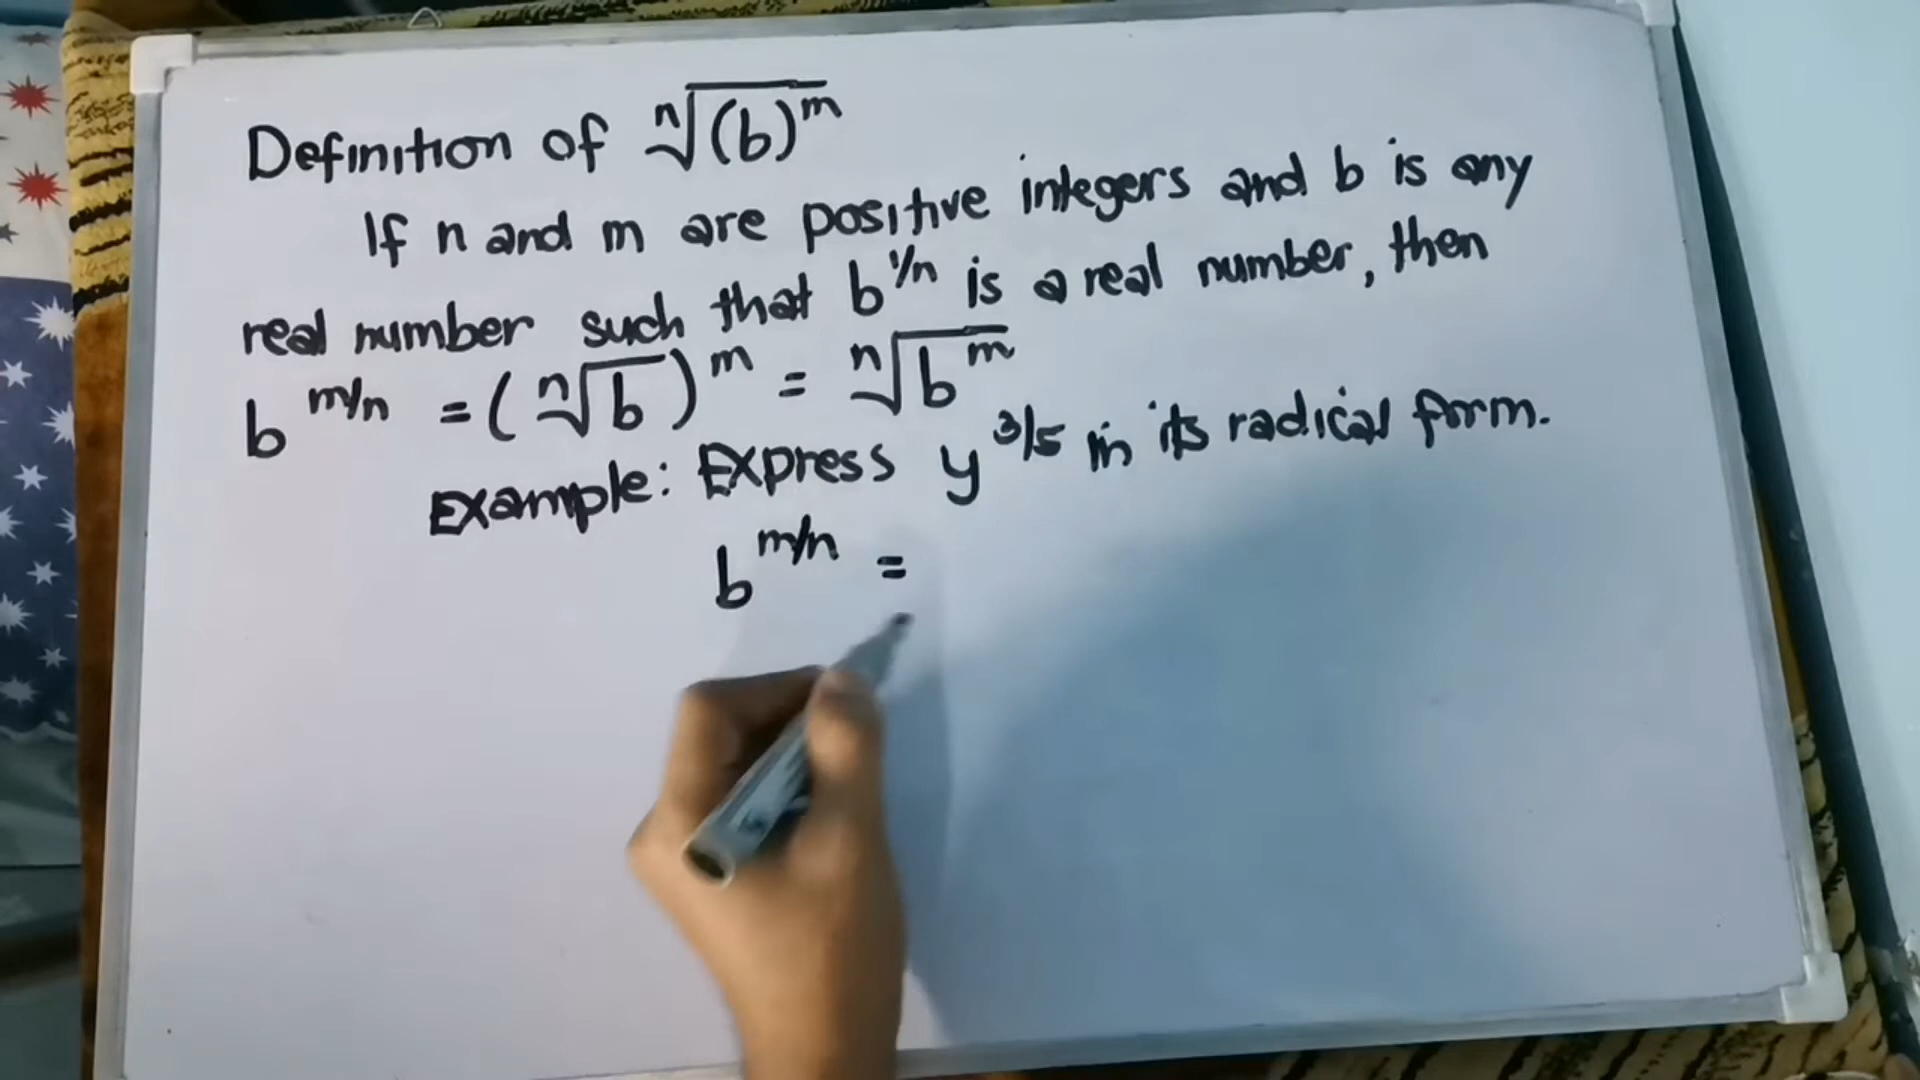 Definition of ⁿ√(b)ᵐ
If n and m are positive integers and b is any
real number such that b^1/n is a real number, then
b^m/n = (ⁿ√b)ᵐ = ⁿ√bᵐ
Example: Express y^3/5 in its radical form.
b^m/n =